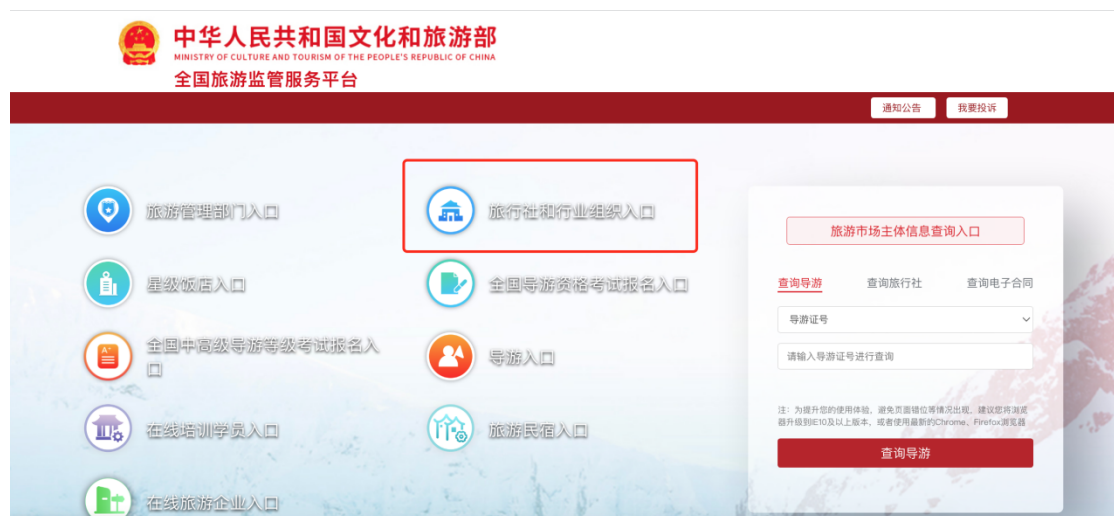 中华人民共和国文化和旅游部
MINISTRY OF CULTURE AND TOURISM OF THE PEOPLE'S REPUBLIC OF CHINA
全国旅游监管服务平台
通知公告
我要投诉
旅游管理部门入口
旅行社和行业组织入口
星级饭店入口
全国导游资格考试报名入口
全国中高级导游等级考试报名入
口
导游入口
在线培训学员入口
旅游民宿入口
在线旅游企业入口
旅游市场主体信息查询入口
查询导游
查询旅行社
查询电子合同
导游证号
请输入导游证号进行查询
注：为提升您的使用体验，避免页面错位等情况出现，建议您将浏览
器升级到IE10及以上版本，或者使用最新的Chrome、Firefox浏览器
查询导游